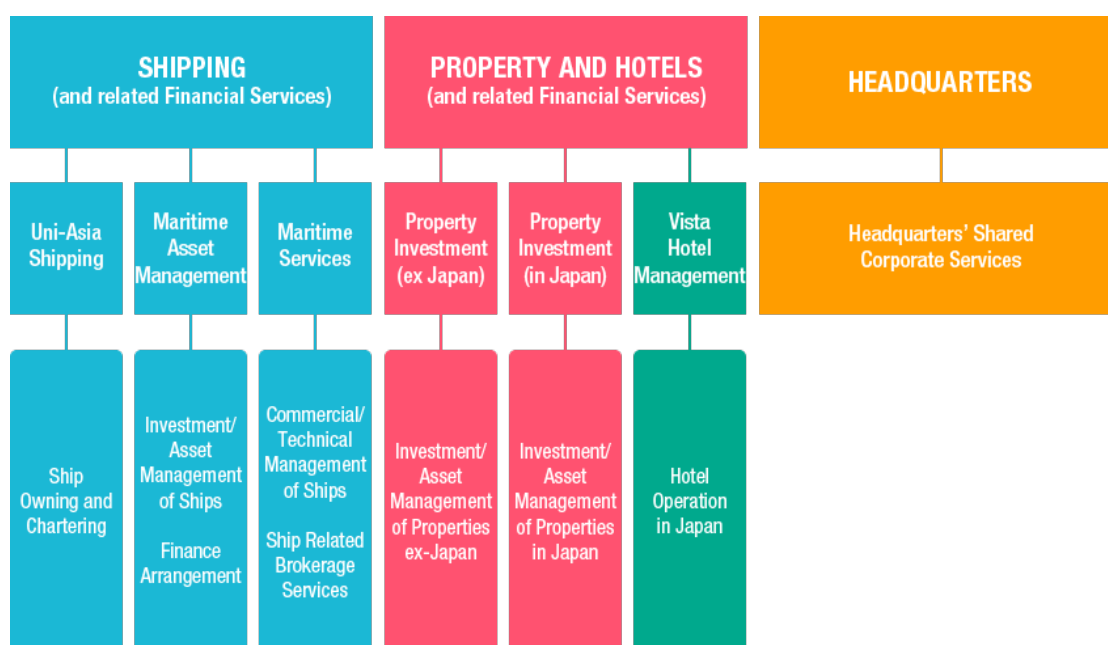 SHIPPING
(and related Financial Services)
PROPERTY AND HOTELS
(and related Financial Services)
HEADQUARTERS
Uni-Asia
Shipping
Maritime
Asset
Management
Maritime
Services
Property
Investment
(ex Japan)
Property
Investment
(in Japan)
Vista
Hotel
Management
Headquarters' Shared
Corporate Services
Ship
Owning and
Chartering
Investment/
Asset
Management
of Ships
Finance
Arrangement
Commercial/
Technical
Management
of Ships
Ship Related
Brokerage
Services
Investment/
Asset
Management
of Properties
ex-Japan
Investment/
Asset
Management
of Properties
in Japan
Hotel
Operation
in Japan